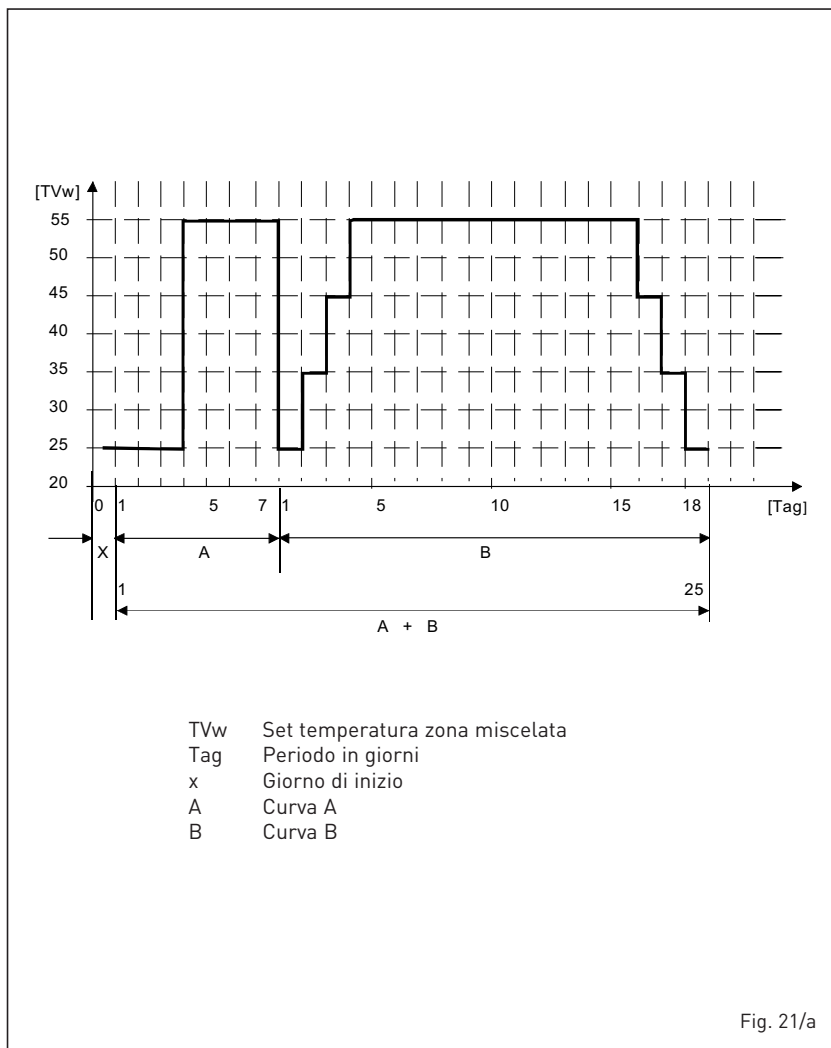 [TVw]
55
50
45
40
35
30
25
20
0 1 5 7 1 5 10 15 18 [Tag]
X A B
1 25
A + B
TVw Set temperatura zona miscelata
Tag Periodo in giorni
x Giorno di inizio
A Curva A
B Curva B
Fig. 21/a